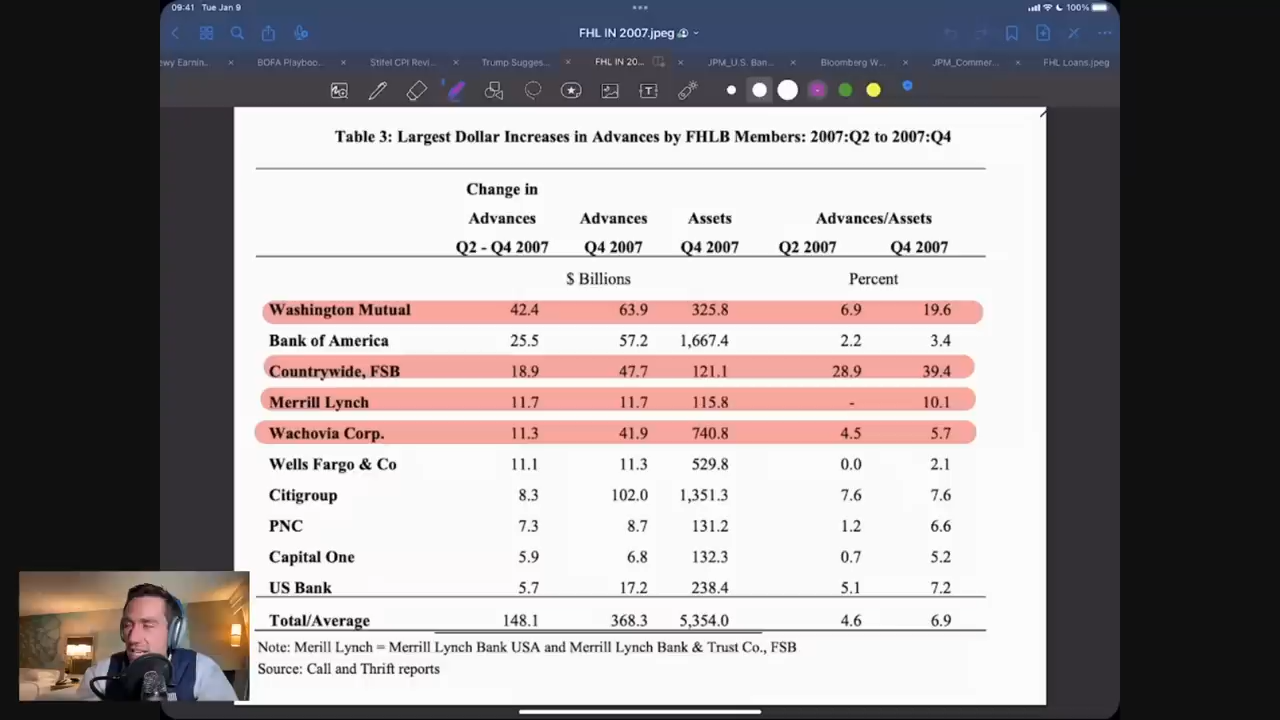 09:41 Tue Jan 9
100%
FHL IN 2007.jpeg
ewy Earnin... BOFA Playboo... Stifel CPI Revi... Trump Sugges... FHL IN 20... JPM_U.S. Ban... Bloomberg W... JPM_Commer... FHL Loans.jpeg
Table 3: Largest Dollar Increases in Advances by FHLB Members: 2007:Q2 to 2007:Q4
Change in
Advances Advances Assets Advances/Assets
Q2 - Q4 2007 Q4 2007 Q4 2007 Q2 2007 Q4 2007
$ Billions Percent
Washington Mutual 42.4 63.9 325.8 6.9 19.6
Bank of America 25.5 57.2 1,667.4 2.2 3.4
Countrywide, FSB 18.9 47.7 121.1 28.9 39.4
Merrill Lynch 11.7 11.7 115.8 - 10.1
Wachovia Corp. 11.3 41.9 740.8 4.5 5.7
Wells Fargo & Co 11.1 11.3 529.8 0.0 2.1
Citigroup 8.3 102.0 1,351.3 7.6 7.6
PNC 7.3 8.7 131.2 1.2 6.6
Capital One 5.9 6.8 132.3 0.7 5.2
US Bank 5.7 17.2 238.4 5.1 7.2
Total/Average 148.1 368.3 5,354.0 4.6 6.9
Note: Merill Lynch = Merrill Lynch Bank USA and Merrill Lynch Bank & Trust Co., FSB
Source: Call and Thrift reports